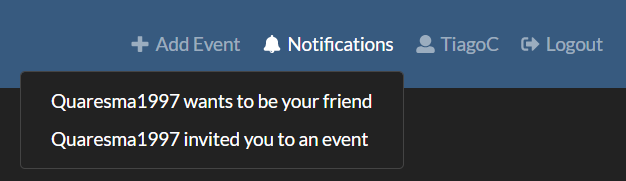 Add Event Notifications TiagoC Logout
Quaresma1997 wants to be your friend
Quaresma1997 invited you to an event